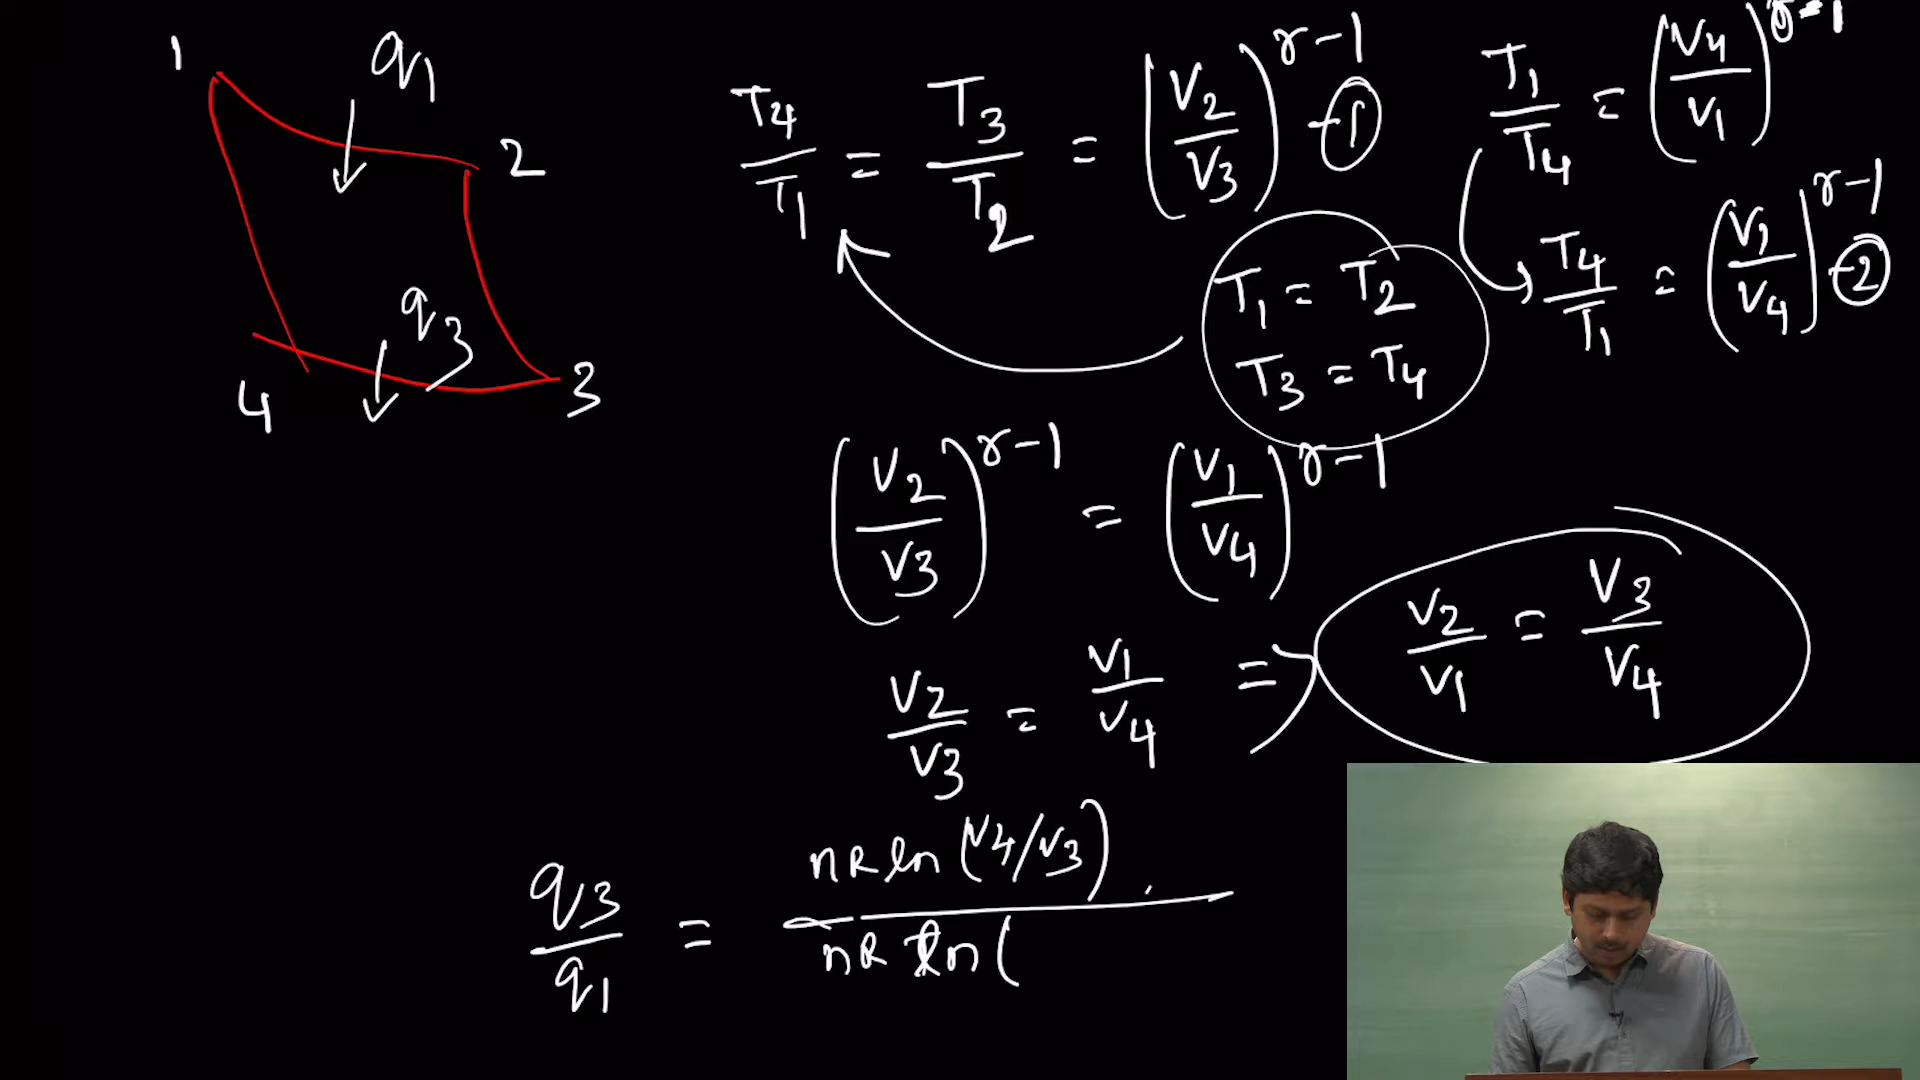 1
q1
2
q3
4
3
T4/T1 = T3/T2 = (V2/V3)^γ-1 -①
T1/T4 = (V4/V1)^γ-1
T4/T1 = (V1/V4)^γ-1 -②
T1 = T2
T3 = T4
(V2/V3)^γ-1 = (V1/V4)^γ-1
V2/V3 = V1/V4 ⇒ V2/V1 = V3/V4
q3/q1 = nR ln (V4/V3) / nR ln (